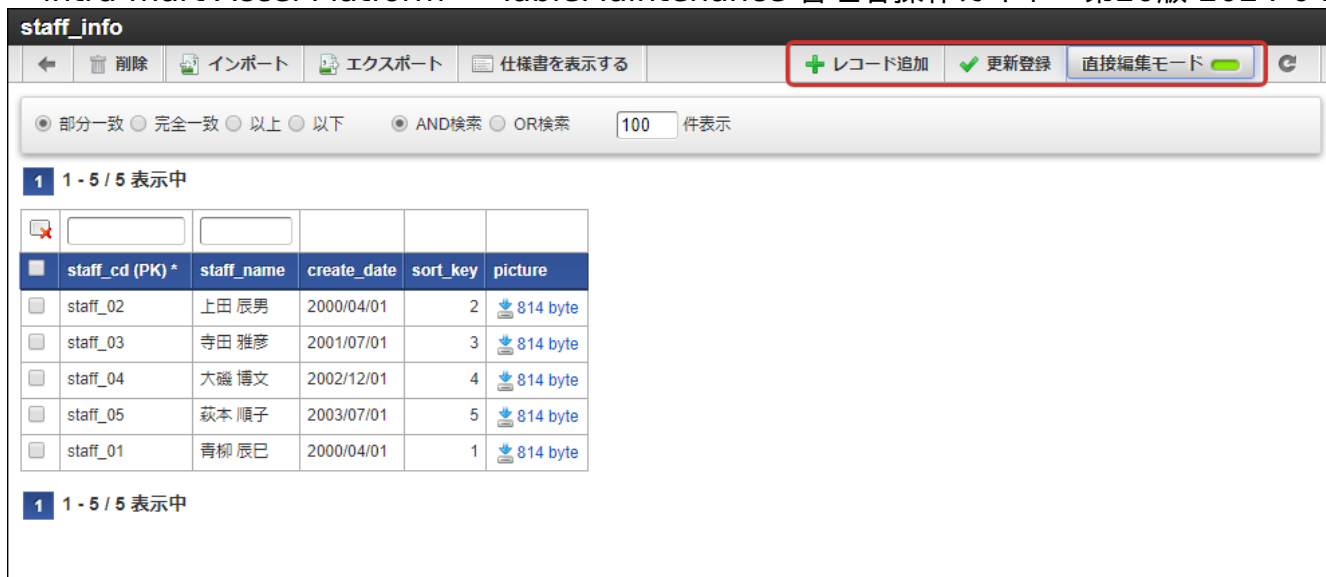 staff_info
削除 インポート エクスポート 仕様書を表示する レコード追加 更新登録 直接編集モード
部分一致 完全一致 以上 以下 AND検索 OR検索 100 件表示
1 1 - 5 / 5 表示中
staff_cd (PK) * staff_name create_date sort_key picture
staff_02 上田 辰男 2000/04/01 2 814 byte
staff_03 寺田 雅彦 2001/07/01 3 814 byte
staff_04 大磯 博文 2002/12/01 4 814 byte
staff_05 萩本 順子 2003/07/01 5 814 byte
staff_01 青柳 辰巳 2000/04/01 1 814 byte
1 1 - 5 / 5 表示中